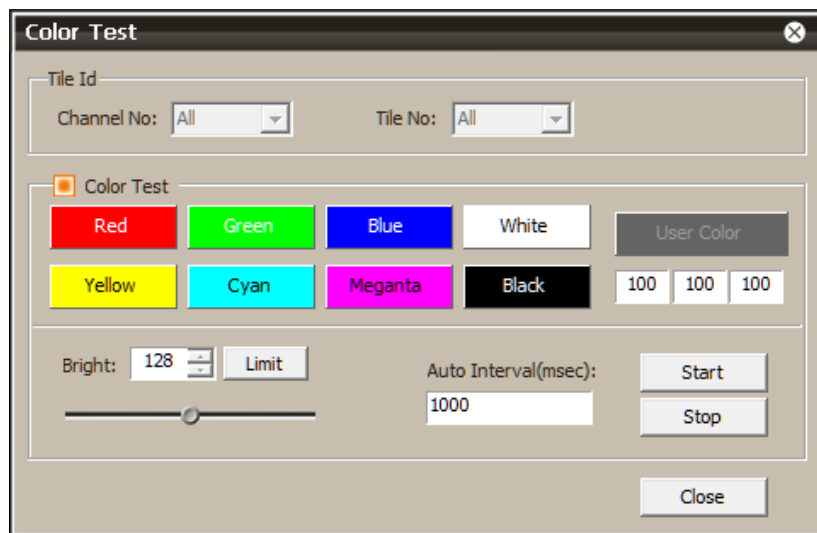 Color Test
Tile Id
Channel No: All Tile No: All
Color Test
Red Green Blue White User Color
Yellow Cyan Meganta Black 100 100 100
Bright: 128 Limit Auto Interval(msec): Start
1000 Stop
Close